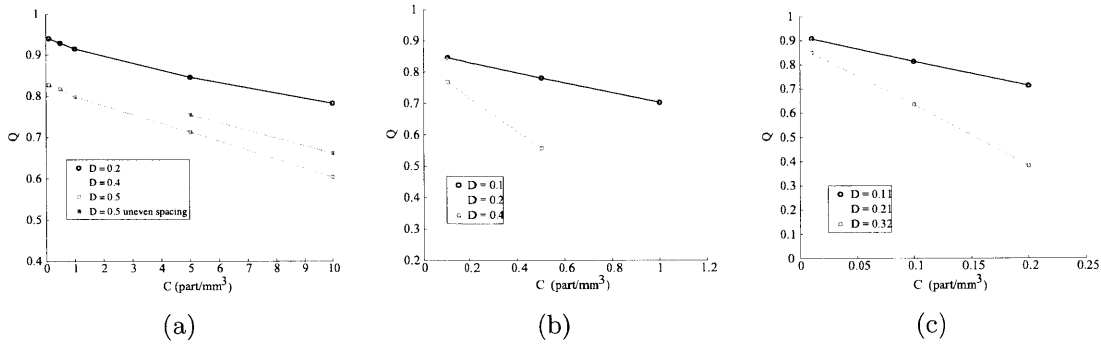 1
0.9
0.8
0.7
0.6
0.5
0.4
Q
D = 0.2
D = 0.4
D = 0.5
D = 0.5 uneven spacing
0 1 2 3 4 5 6 7 8 9 10
C (part/mm³)
(a)
1
0.9
0.8
0.7
0.6
0.5
0.4
0.3
0.2
Q
D = 0.1
D = 0.2
D = 0.4
0 0.2 0.4 0.6 0.8 1 1.2
C (part/mm³)
(b)
1
0.9
0.8
0.7
0.6
0.5
0.4
0.3
0.2
0.1
0
Q
D = 0.11
D = 0.21
D = 0.32
0 0.05 0.1 0.15 0.2 0.25
C (part/mm³)
(c)